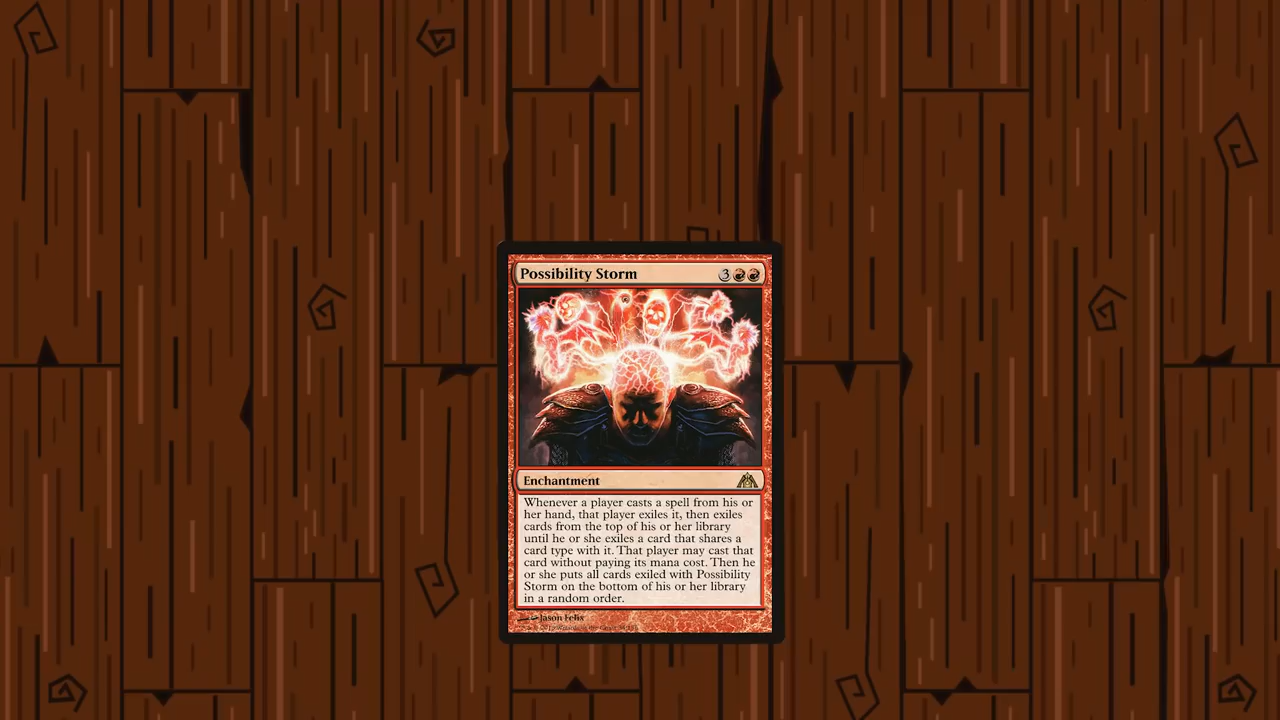 Possibility Storm 3
Enchantment
Whenever a player casts a spell from his or
her hand, that player exiles it, then exiles
cards from the top of his or her library
until he or she exiles a card that shares a
card type with it. That player may cast that
card without paying its mana cost. Then he
or she puts all cards exiled with Possibility
Storm on the bottom of his or her library
in a random order.
Jason Felix